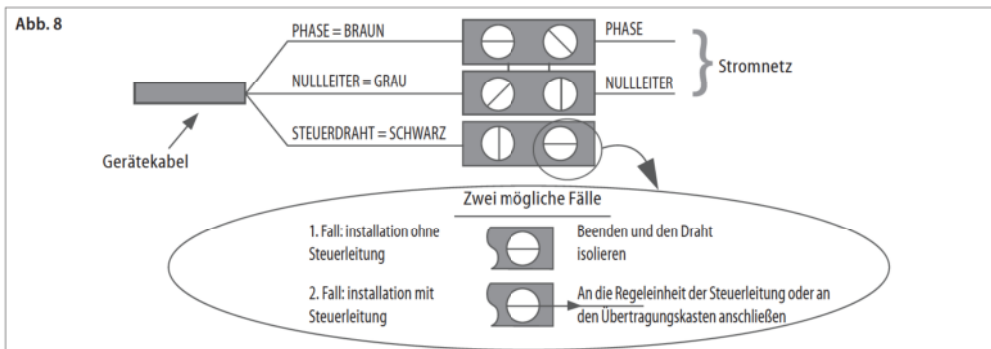 Abb. 8
PHASE = BRAUN
PHASE
Stromnetz
NULLLEITER = GRAU
NULLLEITER
STEUERDRAHT = SCHWARZ
Gerätekabel
Zwei mögliche Fälle
1. Fall: installation ohne
Steuerleitung
Beenden und den Draht
isolieren
2. Fall: installation mit
Steuerleitung
An die Regeleinheit der Steuerleitung oder an
den Übertragungskasten anschließen